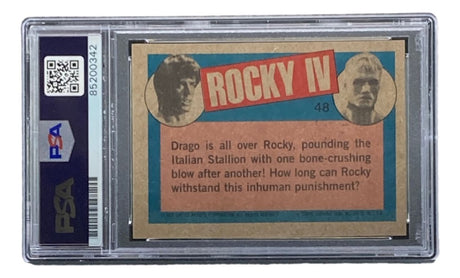 85200342
PSA
PSA
ROCKY IV
48
Drago is all over Rocky, pounding the
Italian Stallion with one bone-crushing
blow after another! How long can Rocky
withstand this inhuman punishment?